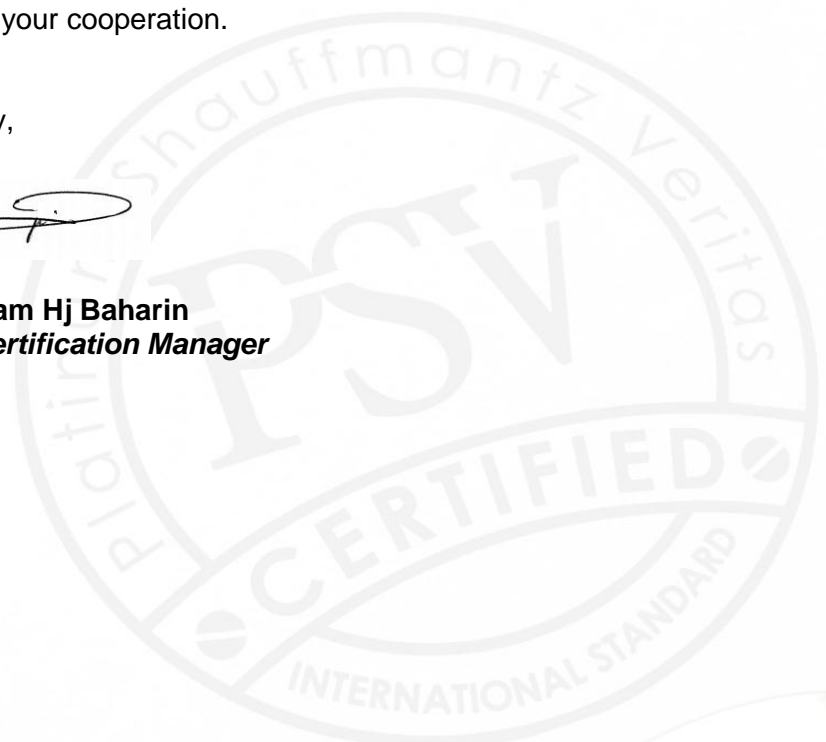 your cooperation.
y,
am Hj Baharin
ertification Manager
Platinum Shauffmantz Veritas
PSV
CERTIFIED
INTERNATIONAL STANDARD